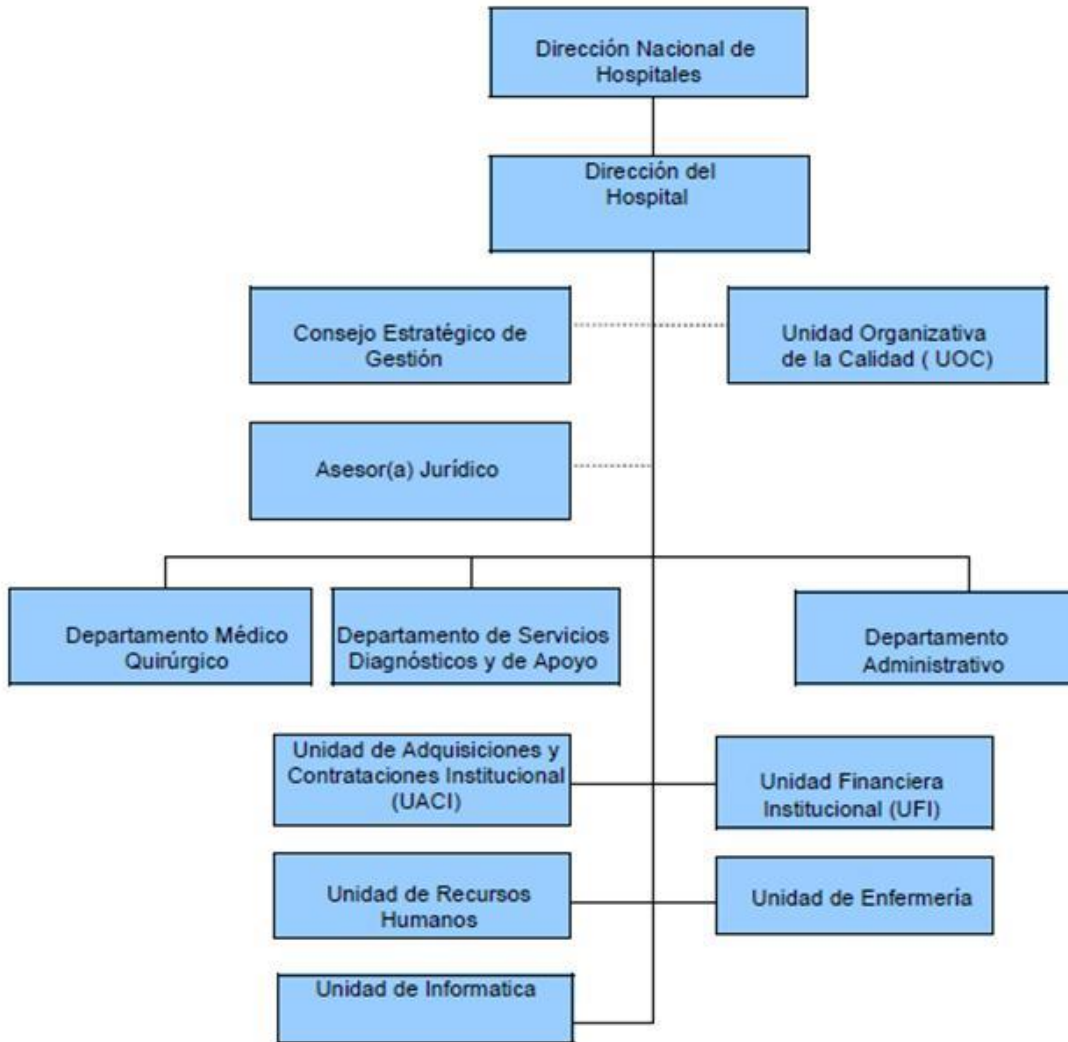 Dirección Nacional de
Hospitales
Dirección del
Hospital
Consejo Estratégico de
Gestión
Unidad Organizativa
de la Calidad ( UOC)
Asesor(a) Jurídico
Departamento Médico
Quirúrgico
Departamento de Servicios
Diagnósticos y de Apoyo
Departamento
Administrativo
Unidad de Adquisiciones y
Contrataciones Institucional
(UACI)
Unidad Financiera
Institucional (UFI)
Unidad de Recursos
Humanos
Unidad de Enfermería
Unidad de Informatica